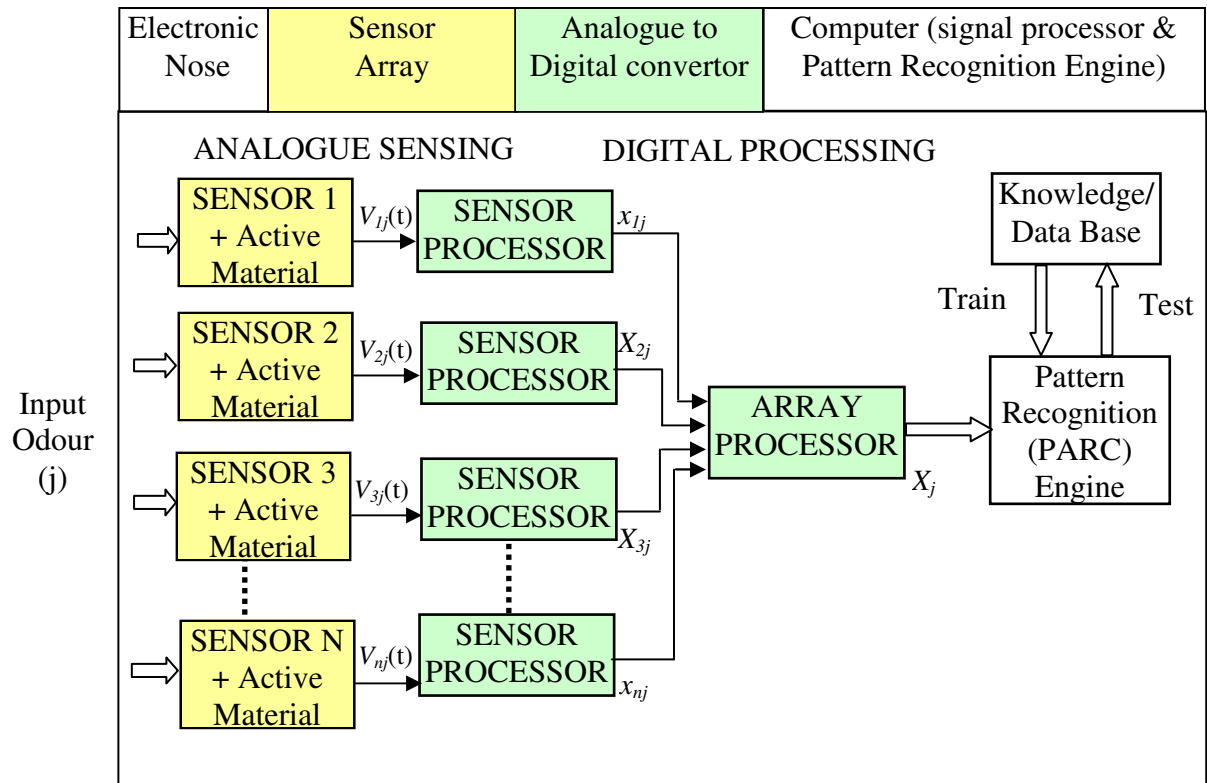 Electronic
Nose
Sensor
Array
Analogue to
Digital convertor
Computer (signal processor &
Pattern Recognition Engine)
ANALOGUE SENSING
DIGITAL PROCESSING
Input
Odour
(j)
SENSOR 1
+ Active
Material
V1j(t)
SENSOR
PROCESSOR
x1j
SENSOR 2
+ Active
Material
V2j(t)
SENSOR
PROCESSOR
X2j
SENSOR 3
+ Active
Material
V3j(t)
SENSOR
PROCESSOR
X3j
SENSOR N
+ Active
Material
Vnj(t)
SENSOR
PROCESSOR
xnj
ARRAY
PROCESSOR
Xj
Knowledge/
Data Base
Train
Test
Pattern
Recognition
(PARC)
Engine